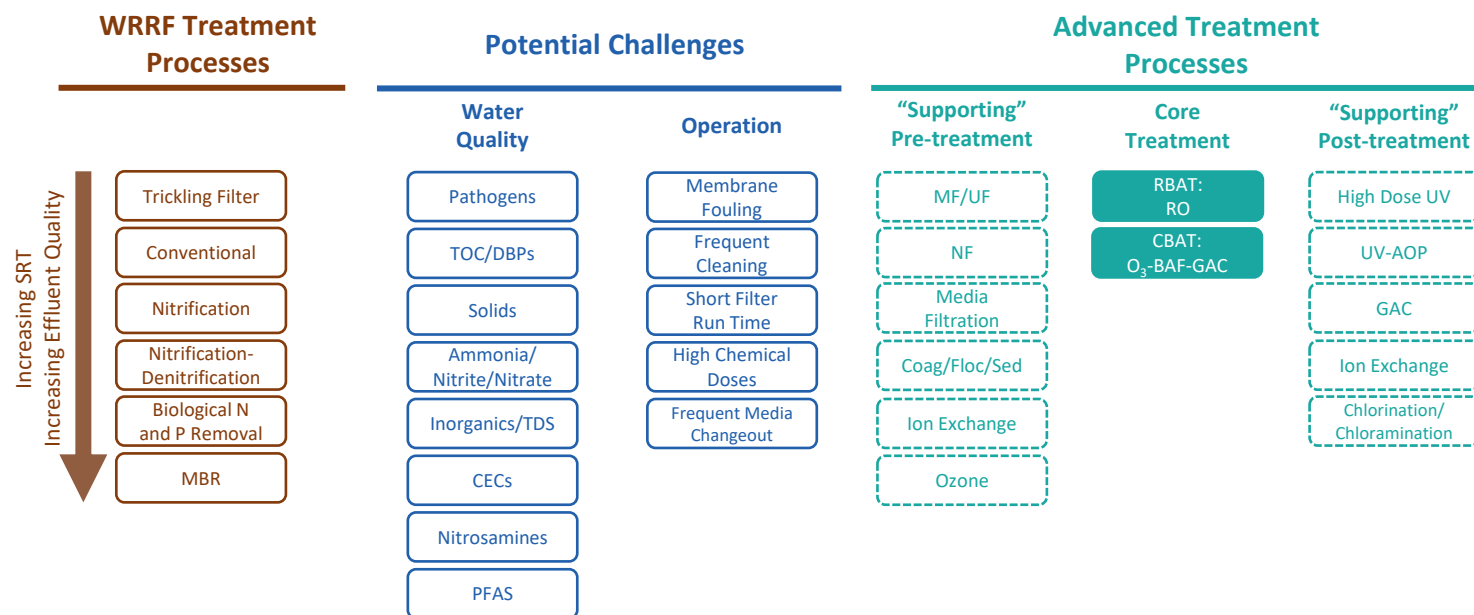 WRRF Treatment
Processes
Increasing SRT
Increasing Effluent Quality
Trickling Filter
Conventional
Nitrification
Nitrification-
Denitrification
Biological N
and P Removal
MBR
Potential Challenges
Water
Quality
Pathogens
TOC/DBPs
Solids
Ammonia/
Nitrite/Nitrate
Inorganics/TDS
CECs
Nitrosamines
PFAS
Operation
Membrane
Fouling
Frequent
Cleaning
Short Filter
Run Time
High Chemical
Doses
Frequent Media
Changeout
Advanced Treatment
Processes
“Supporting”
Pre-treatment
MF/UF
NF
Media
Filtration
Coag/Floc/Sed
Ion Exchange
Ozone
Core
Treatment
RBAT:
RO
CBAT:
O₃-BAF-GAC
“Supporting”
Post-treatment
High Dose UV
UV-AOP
GAC
Ion Exchange
Chlorination/
Chloramination